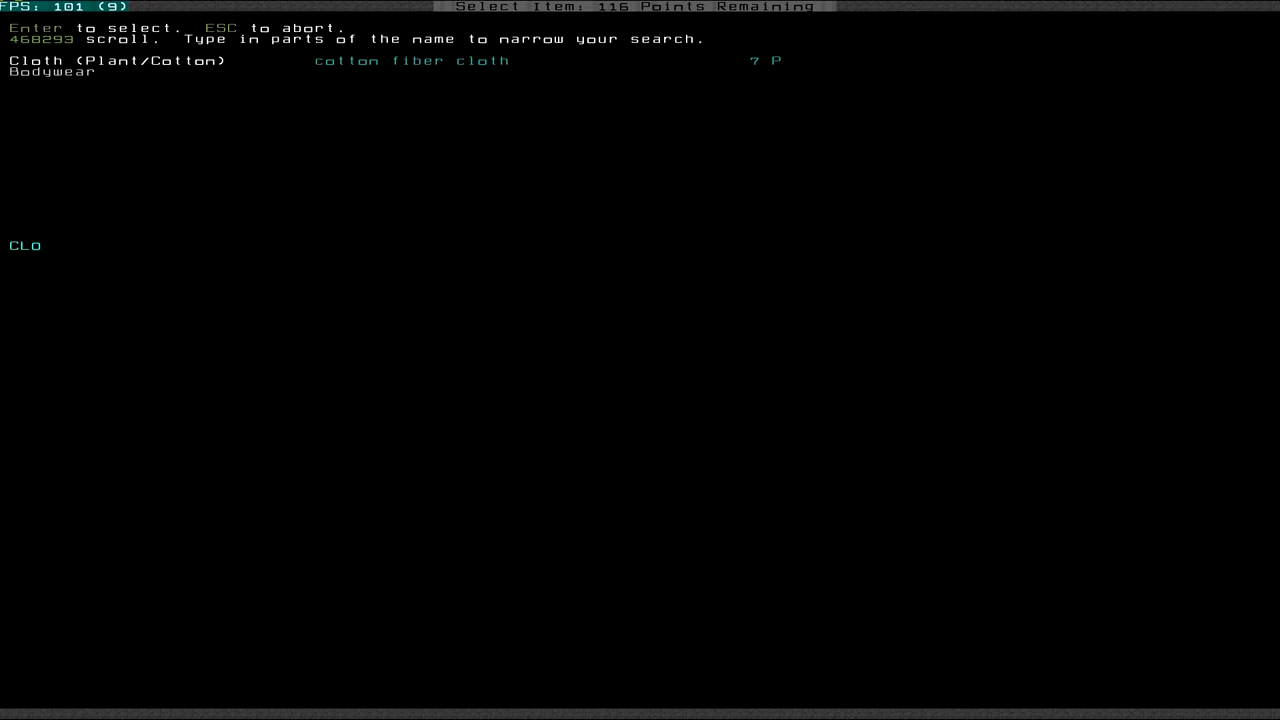 FPS: 101 (9)
Select Item: 116 Points Remaining
Enter to select.  ESC to abort.
468293 scroll.  Type in parts of the name to narrow your search.
Cloth (Plant/Cotton) cotton fiber cloth 7 P
Bodywear
CLo